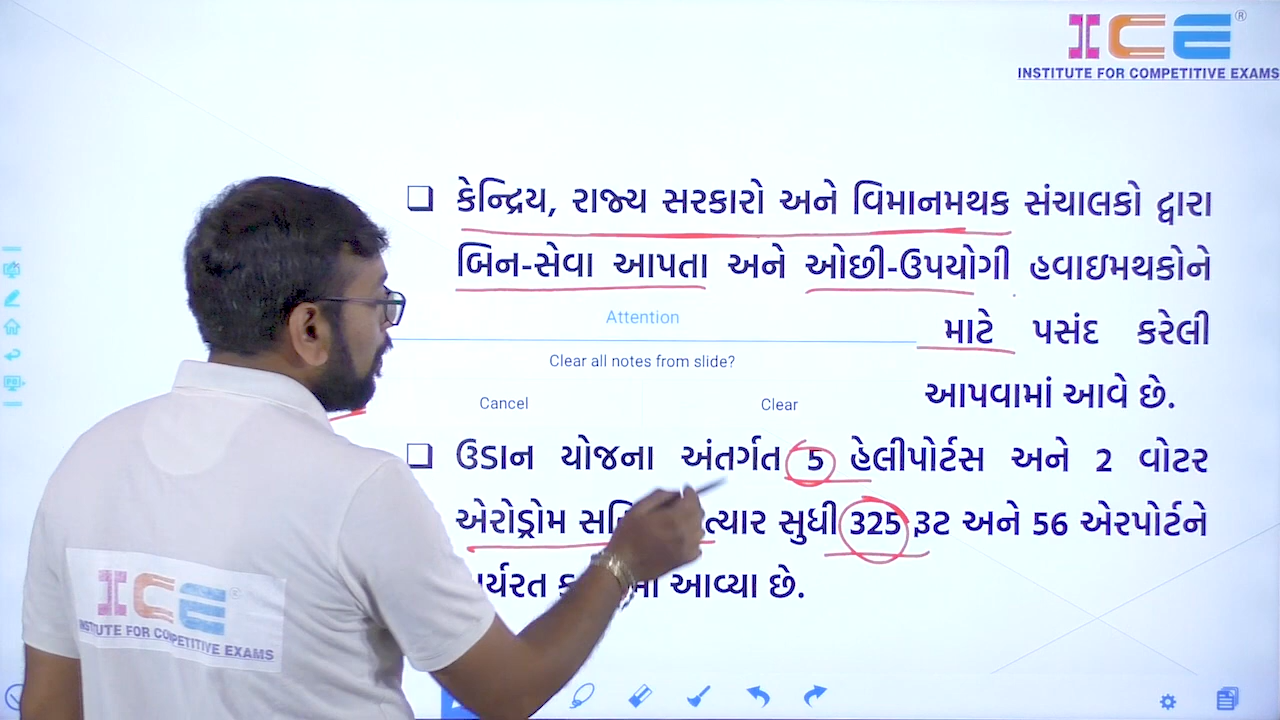 ICE®
INSTITUTE FOR COMPETITIVE EXAMS
❑ કેન્દ્રિય, રાજ્ય સરકારો અને વિમાનમથક સંચાલકો દ્વારા
બિન-સેવા આપતા અને ઓછી-ઉપયોગી હવાઇમથકોને
માટે પસંદ કરેલી
આપવામાં આવે છે.
Attention
Clear all notes from slide?
Cancel Clear
❑ ઉડાન યોજના અંતર્ગત 5 હેલીપોર્ટસ અને 2 વોટર
એરોડ્રોમ સુધી 325 રૂટ અને 56 એરપોર્ટને
આવ્યા છે.
ICE®
INSTITUTE FOR COMPETITIVE EXAMS